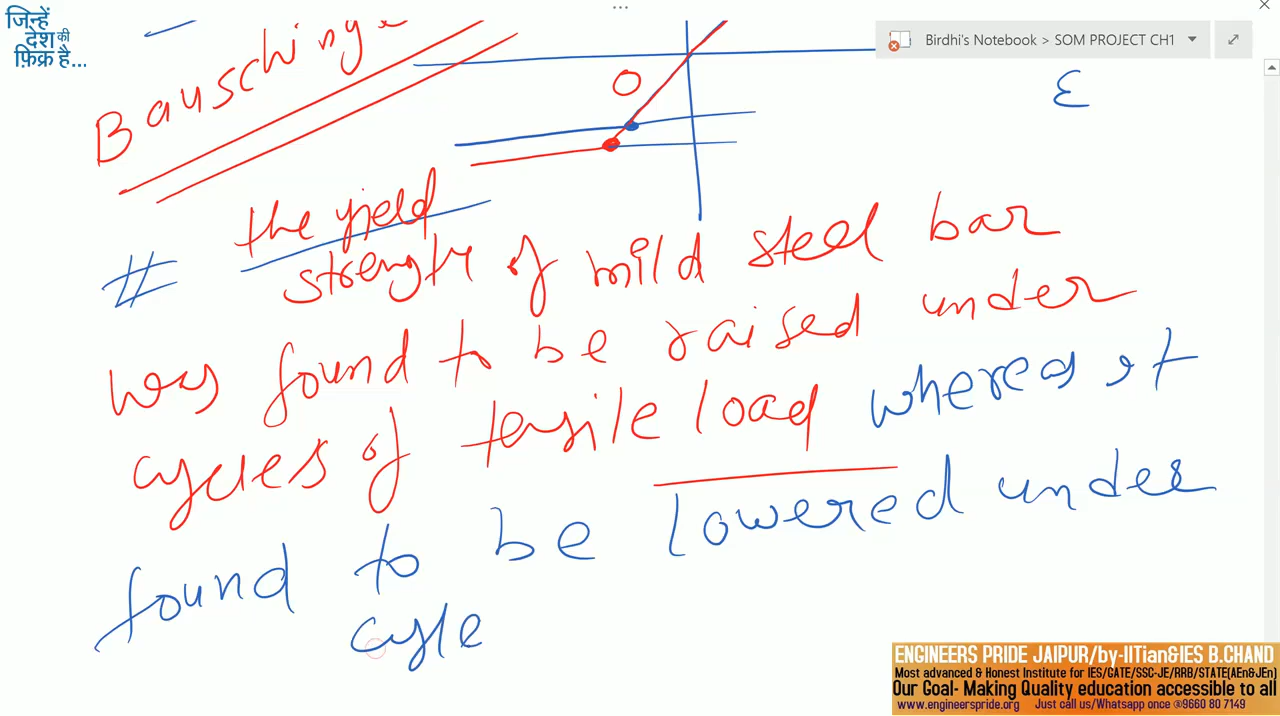 जिन्हें
देश की
फ़िक्र है...
Birdhi's Notebook > SOM PROJECT CH1
Bauschinge
O
ε
# the yield
strength of mild steel bar
was found to be raised under
cycles of tensile load whereas it
found to be lowered under
cycle
ENGINEERS PRIDE JAIPUR/by-IITian&IES B.CHAND
Most advanced & Honest Institute for IES/GATE/SSC-JE/RRB/STATE(AEn&JEn)
Our Goal- Making Quality education accessible to all
www.engineerspride.org Just call us/Whatsapp once @9660 80 7149